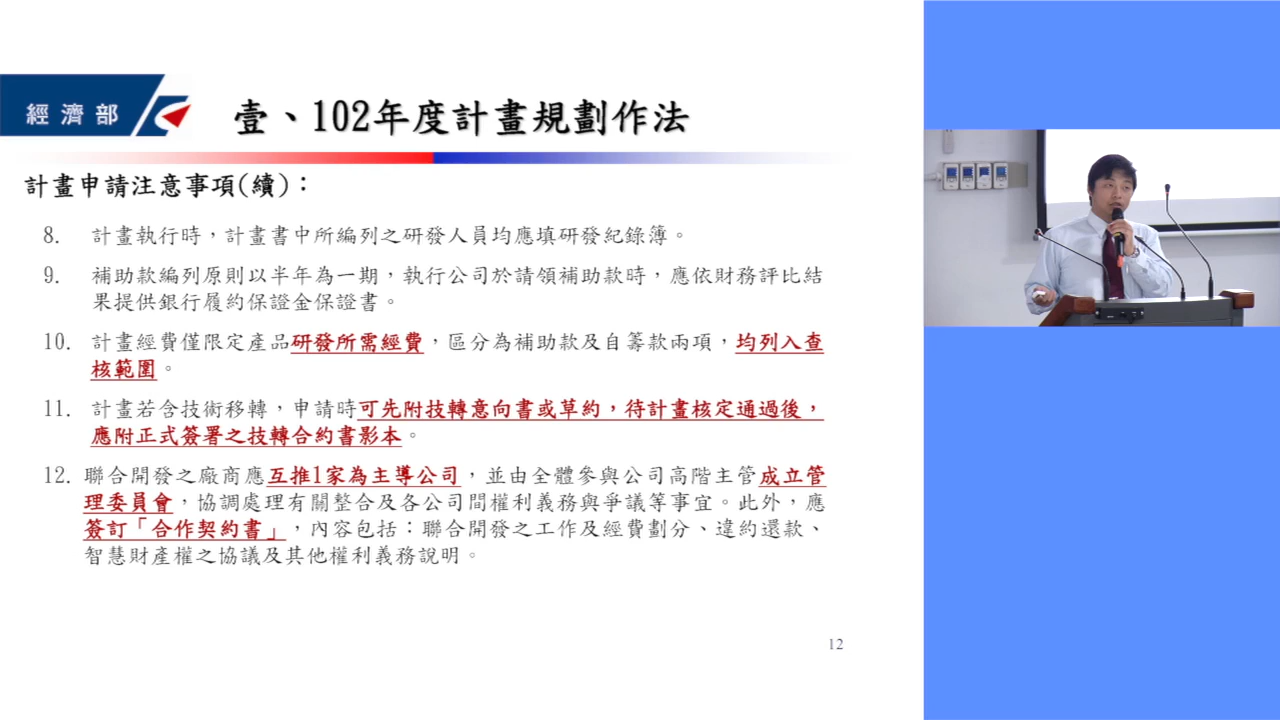 經濟部
壹、102年度計畫規劃作法
計畫申請注意事項(續)：
8. 計畫執行時，計畫書中所編列之研發人員均應填研發紀錄簿。
9. 補助款編列原則以半年為一期，執行公司於請領補助款時，應依財務評比結
果提供銀行履約保證金保證書。
10. 計畫經費僅限定產品研發所需經費，區分為補助款及自籌款兩項，均列入查
核範圍。
11. 計畫若含技術移轉，申請時可先附技轉意向書或草約，待計畫核定通過後，
應附正式簽署之技轉合約書影本。
12. 聯合開發之廠商應互推1家為主導公司，並由全體參與公司高階主管成立管
理委員會，協調處理有關整合及各公司間權利義務與爭議等事宜。此外，應
簽訂「合作契約書」，內容包括：聯合開發之工作及經費劃分、違約還款、
智慧財產權之協議及其他權利義務說明。
12